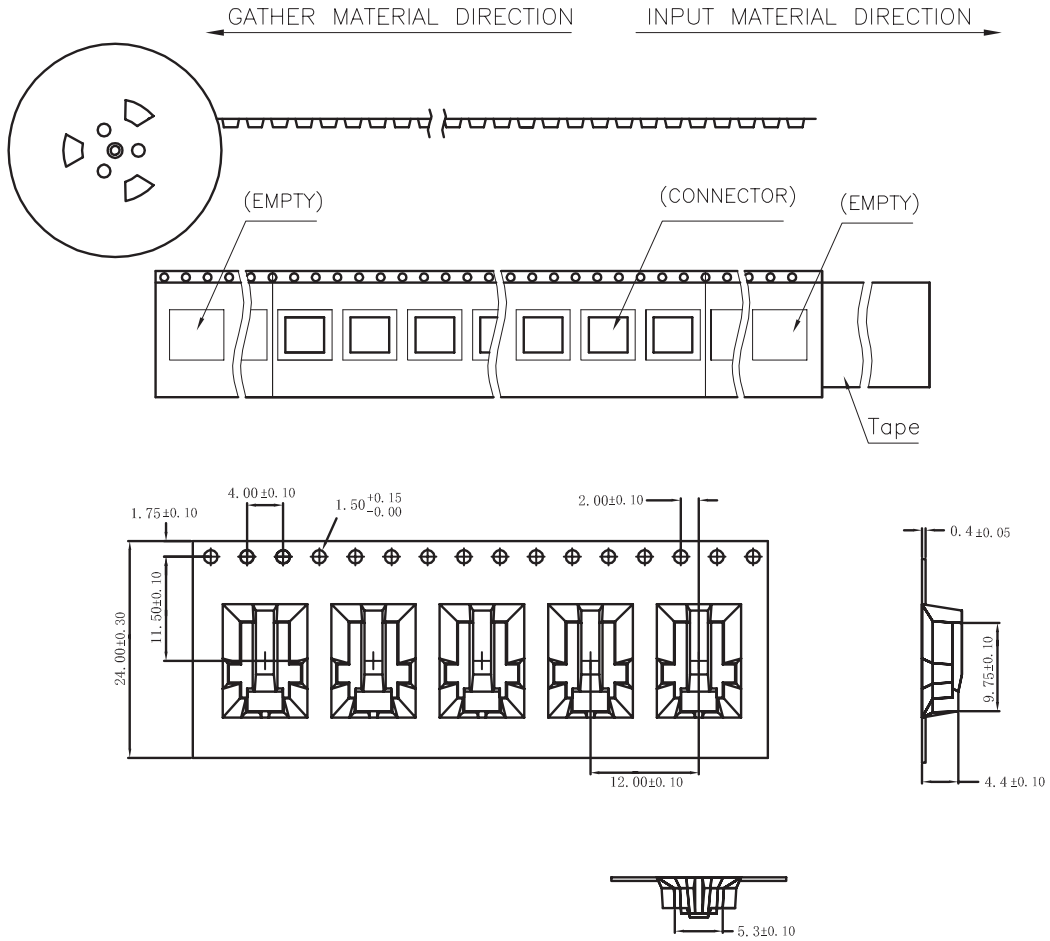 GATHER MATERIAL DIRECTION
INPUT MATERIAL DIRECTION
(EMPTY)
(CONNECTOR)
(EMPTY)
Tape
4.00±0.10
1.50+0.15
-0.00
2.00±0.10
1.75±0.10
0.4±0.05
11.50±0.10
24.00±0.30
9.75±0.10
12.00±0.10
4.4±0.10
5.3±0.10